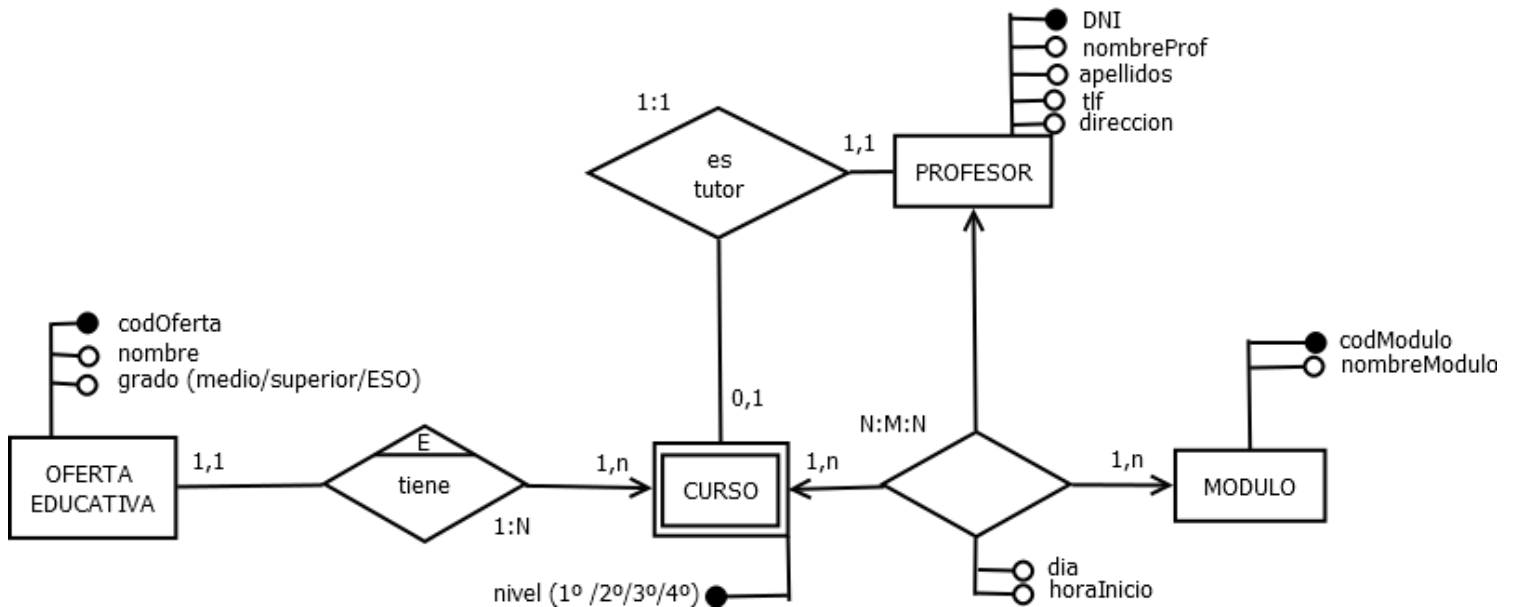 DNI
nombreProf
apellidos
tlf
direccion
1:1
es
tutor
1,1
PROFESOR
codOferta
nombre
grado (medio/superior/ESO)
codModulo
nombreModulo
0,1
N:M:N
OFERTA
EDUCATIVA
1,1
E
tiene
1:N
1,n
CURSO
1,n
1,n
MODULO
nivel (1º /2º/3º/4º)
dia
horaInicio